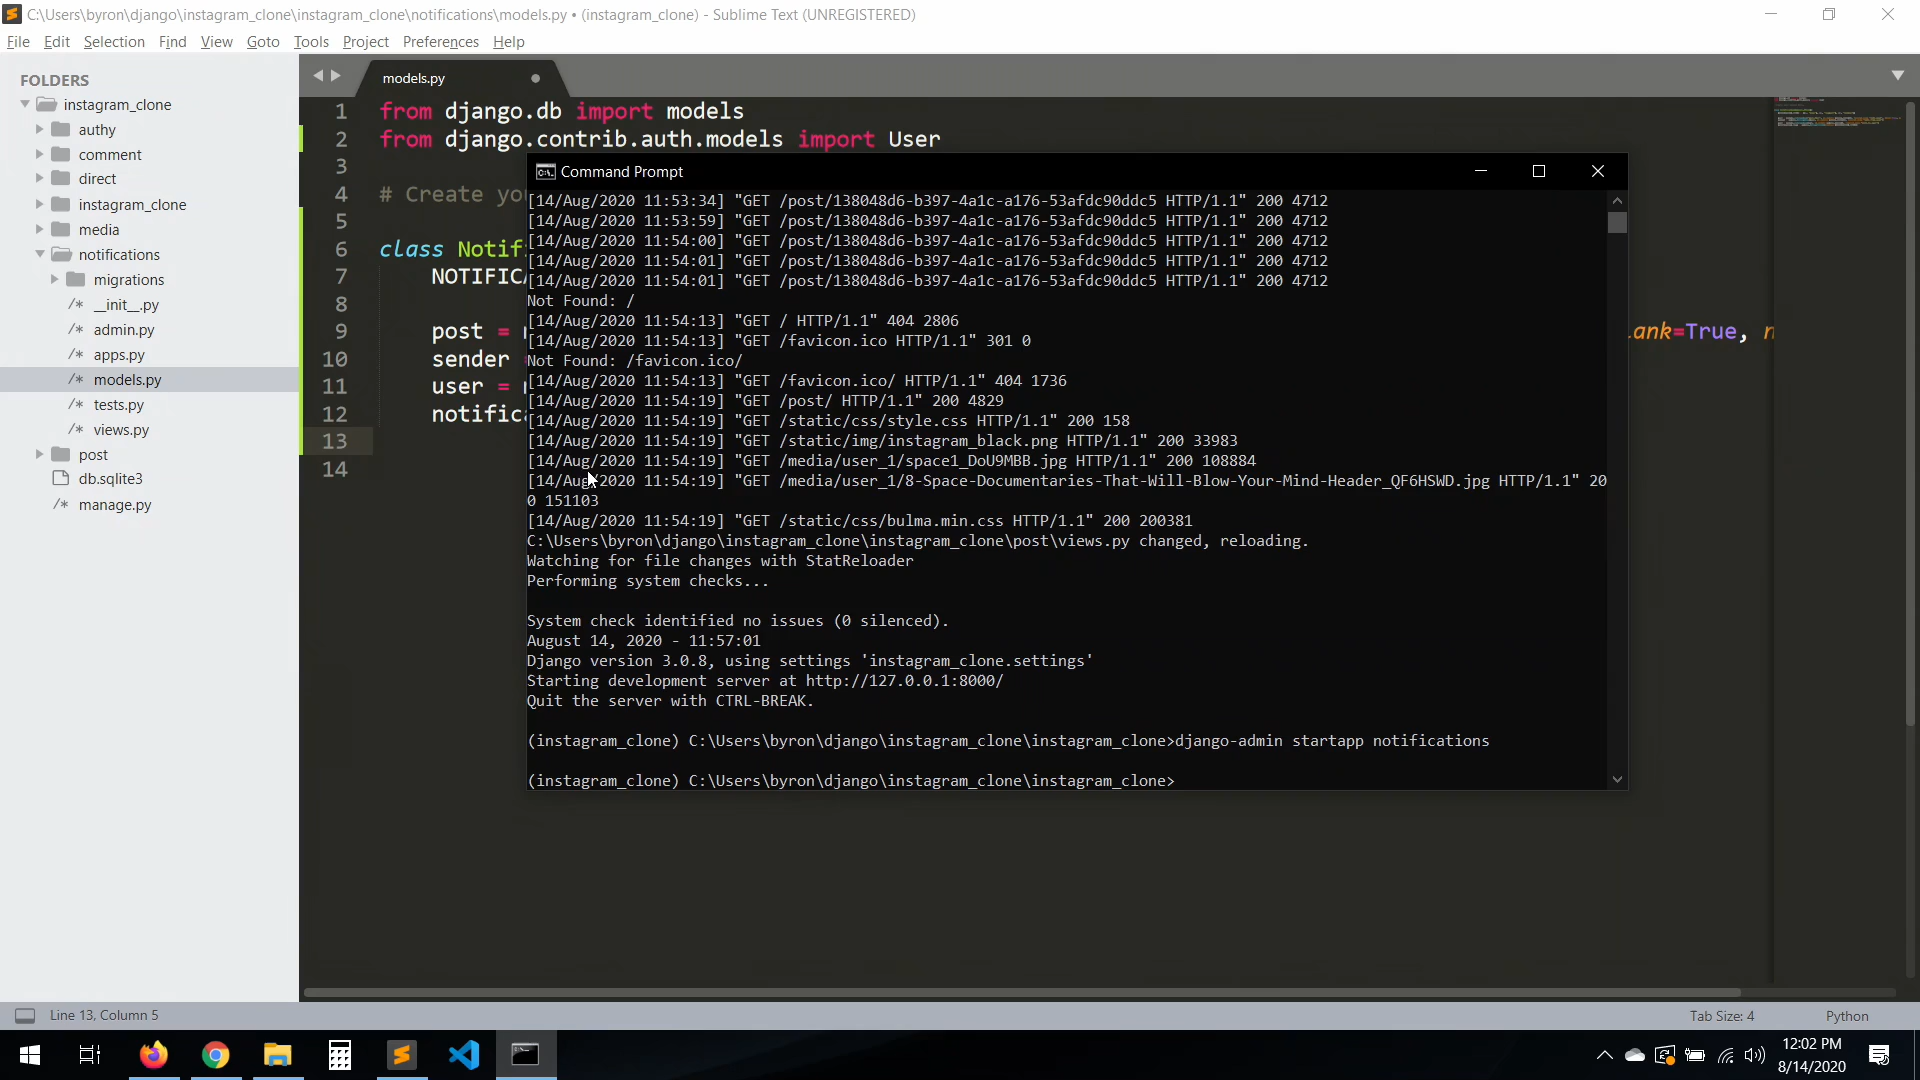 C:\Users\byron\django\instagram_clone\instagram_clone\notifications\models.py • (instagram_clone) - Sublime Text (UNREGISTERED)
File Edit Selection Find View Goto Tools Project Preferences Help
FOLDERS
instagram_clone
authy
comment
direct
instagram_clone
media
notifications
migrations
/* __init__.py
/* admin.py
/* apps.py
/* models.py
/* tests.py
/* views.py
post
db.sqlite3
/* manage.py
models.py
1 from django.db import models
2 from django.contrib.auth.models import User
3
4 # Create yo
5
6 class Notif
7 NOTIFICA
8
9 post = ank=True, n
10 sender
11 user =
12 notifica
13
14
Command Prompt
[14/Aug/2020 11:53:34] "GET /post/138048d6-b397-4a1c-a176-53afdc90ddc5 HTTP/1.1" 200 4712
[14/Aug/2020 11:53:59] "GET /post/138048d6-b397-4a1c-a176-53afdc90ddc5 HTTP/1.1" 200 4712
[14/Aug/2020 11:54:00] "GET /post/138048d6-b397-4a1c-a176-53afdc90ddc5 HTTP/1.1" 200 4712
[14/Aug/2020 11:54:01] "GET /post/138048d6-b397-4a1c-a176-53afdc90ddc5 HTTP/1.1" 200 4712
[14/Aug/2020 11:54:01] "GET /post/138048d6-b397-4a1c-a176-53afdc90ddc5 HTTP/1.1" 200 4712
Not Found: /
[14/Aug/2020 11:54:13] "GET / HTTP/1.1" 404 2806
[14/Aug/2020 11:54:13] "GET /favicon.ico HTTP/1.1" 301 0
Not Found: /favicon.ico/
[14/Aug/2020 11:54:13] "GET /favicon.ico/ HTTP/1.1" 404 1736
[14/Aug/2020 11:54:19] "GET /post/ HTTP/1.1" 200 4829
[14/Aug/2020 11:54:19] "GET /static/css/style.css HTTP/1.1" 200 158
[14/Aug/2020 11:54:19] "GET /static/img/instagram_black.png HTTP/1.1" 200 33983
[14/Aug/2020 11:54:19] "GET /media/user_1/space1_DoU9MBB.jpg HTTP/1.1" 200 108884
[14/Aug/2020 11:54:19] "GET /media/user_1/8-Space-Documentaries-That-Will-Blow-Your-Mind-Header_QF6HSWD.jpg HTTP/1.1" 20
0 151103
[14/Aug/2020 11:54:19] "GET /static/css/bulma.min.css HTTP/1.1" 200 200381
C:\Users\byron\django\instagram_clone\instagram_clone\post\views.py changed, reloading.
Watching for file changes with StatReloader
Performing system checks...
System check identified no issues (0 silenced).
August 14, 2020 - 11:57:01
Django version 3.0.8, using settings 'instagram_clone.settings'
Starting development server at http://127.0.0.1:8000/
Quit the server with CTRL-BREAK.
(instagram_clone) C:\Users\byron\django\instagram_clone\instagram_clone>django-admin startapp notifications
(instagram_clone) C:\Users\byron\django\instagram_clone\instagram_clone>
Line 13, Column 5
Tab Size: 4
Python
12:02 PM
8/14/2020